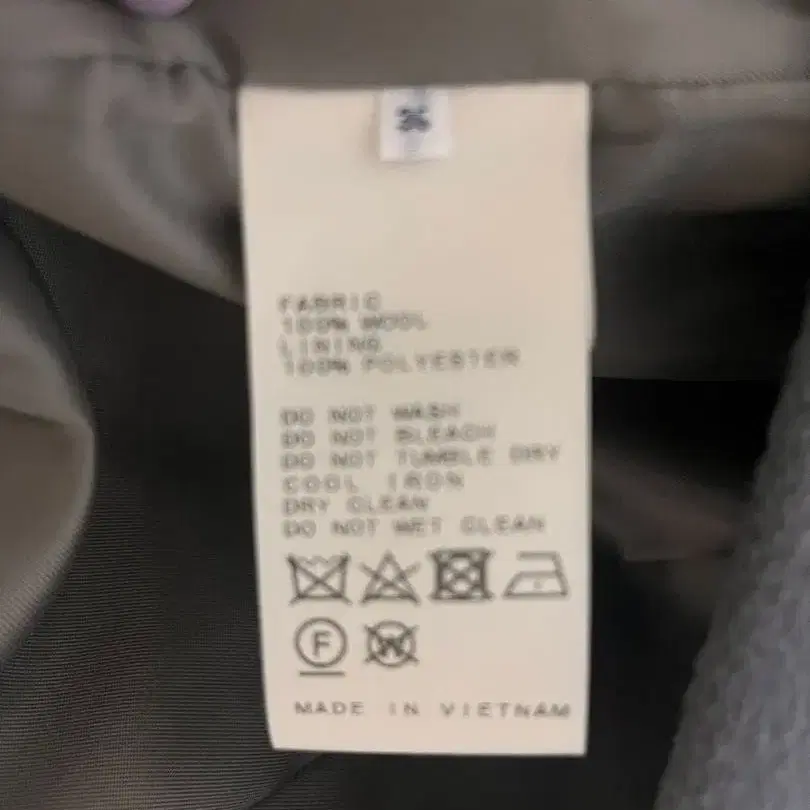 FABRIC
100% WOOL
LINING
100% POLYESTER
DO NOT WASH
DO NOT BLEACH
DO NOT TUMBLE DRY
COOL IRON
DRY CLEAN
DO NOT WET CLEAN
F W
MADE IN VIETNAM